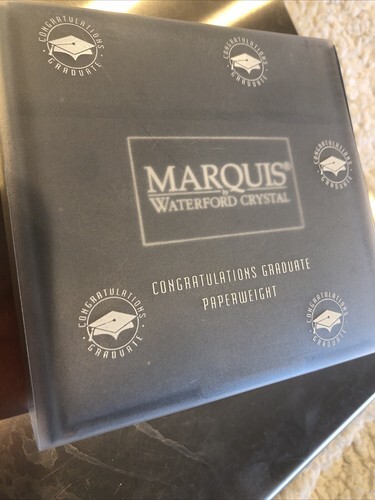 CONGRATULATIONS
GRADUATE
CONGRATULATIONS
GRADUATE
CONGRATULATIONS
GRADUATE
MARQUIS®
by
WATERFORD CRYSTAL
CONGRATULATIONS GRADUATE
PAPERWEIGHT
CONGRATULATIONS
GRADUATE
CONGRATULATIONS
GRADUATE